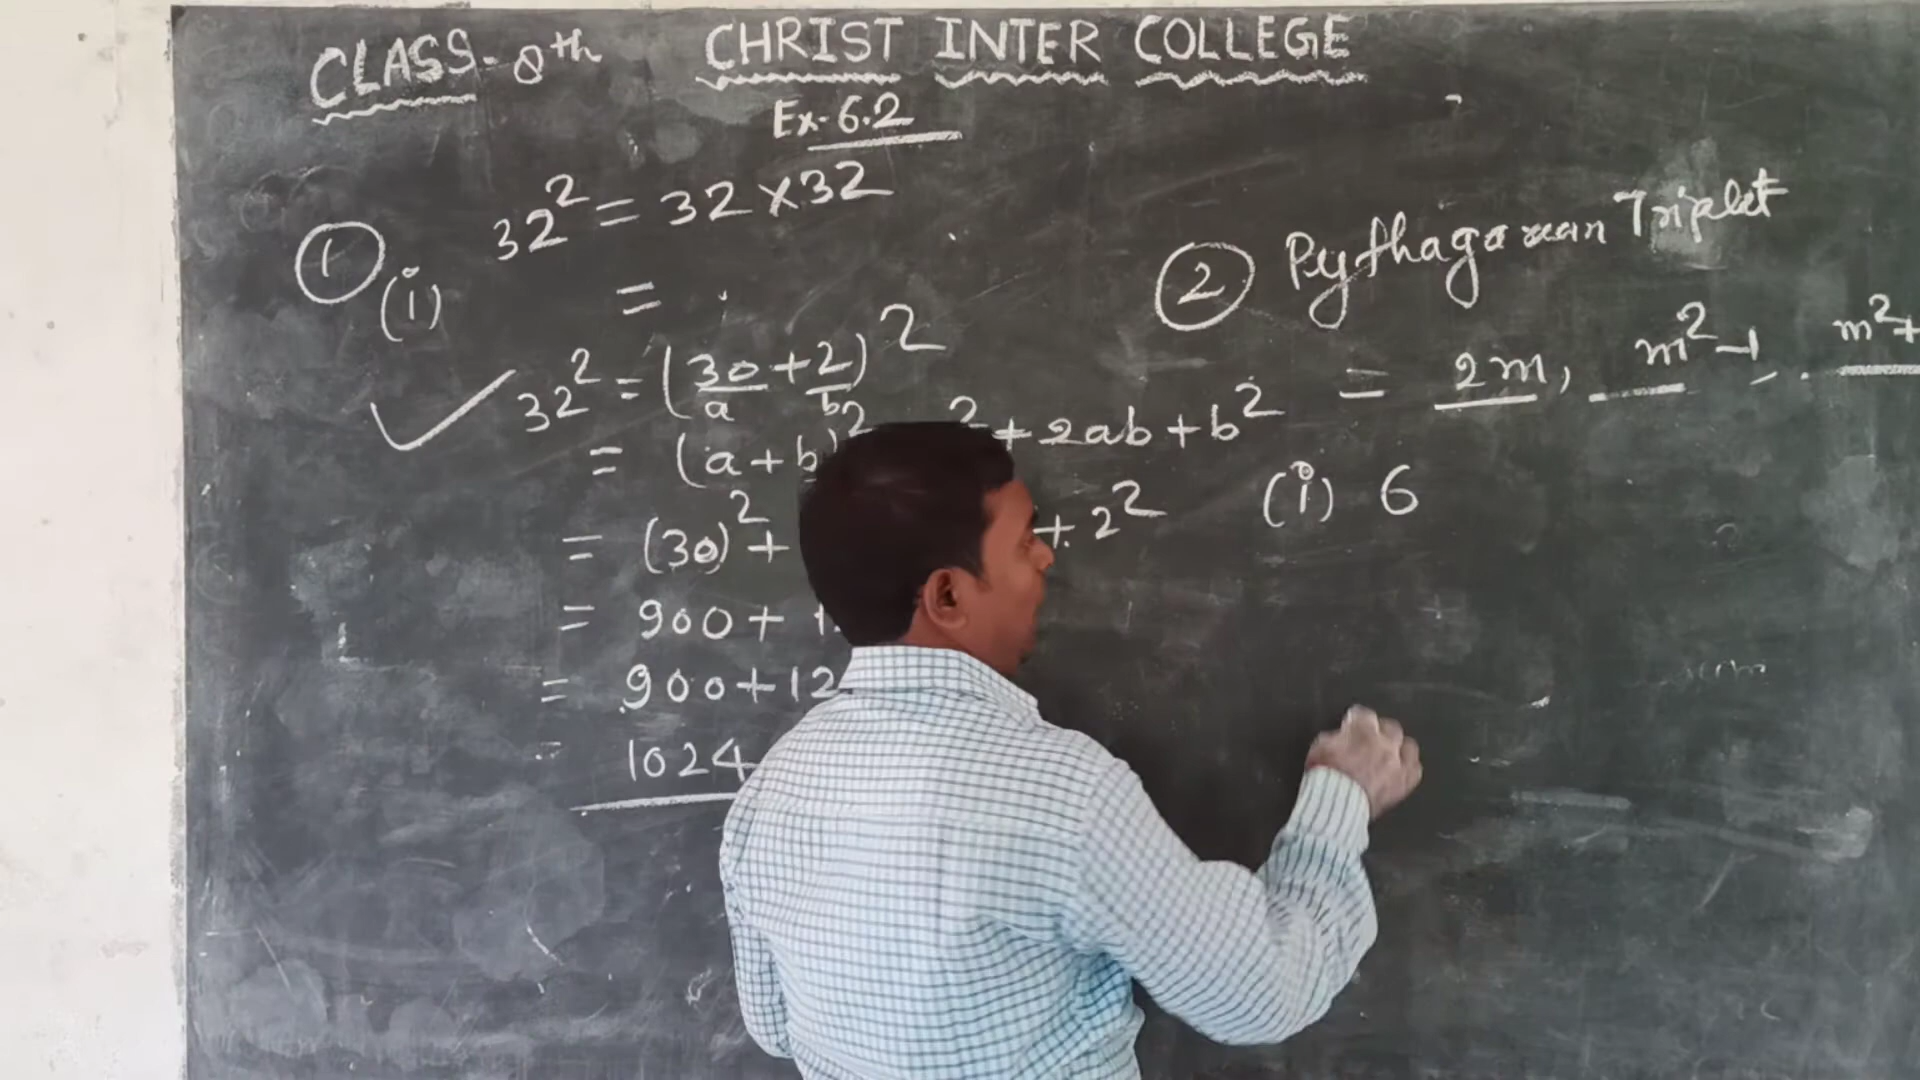 CLASS-8th CHRIST INTER COLLEGE
Ex-6.2
① (i) 32² = 32 × 32
=
32² = (30+2)²
a b
= (a+b)² ² + 2ab + b²
= (30)² + + 2²
= 900 +
= 900 + 12
= 1024
② Pythagorean Triplet
= 2m, m²-1, m²+
(i) 6